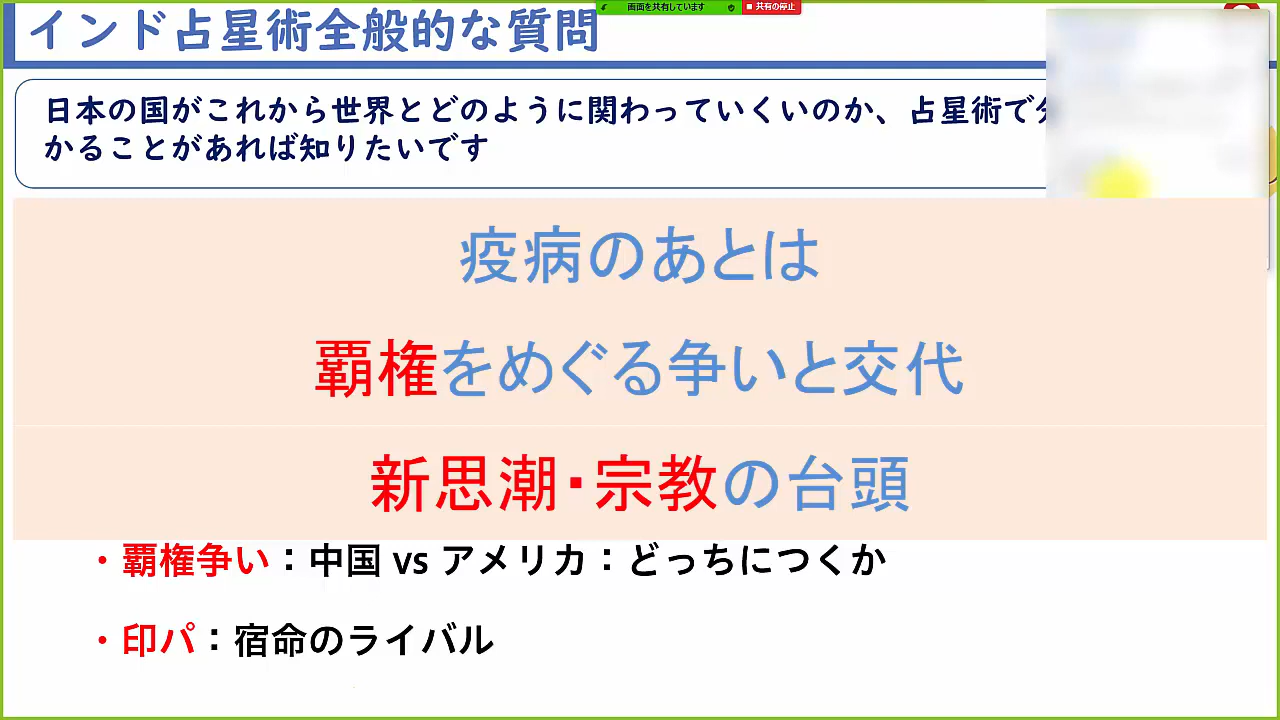 画面を共有しています
共有の停止
インド占星術全般的な質問
日本の国がこれから世界とどのように関わっていくいのか、占星術で
かることがあれば知りたいです
疫病のあとは
覇権をめぐる争いと交代
新思潮・宗教の台頭
・覇権争い：中国 vs アメリカ：どっちにつくか
・印パ：宿命のライバル